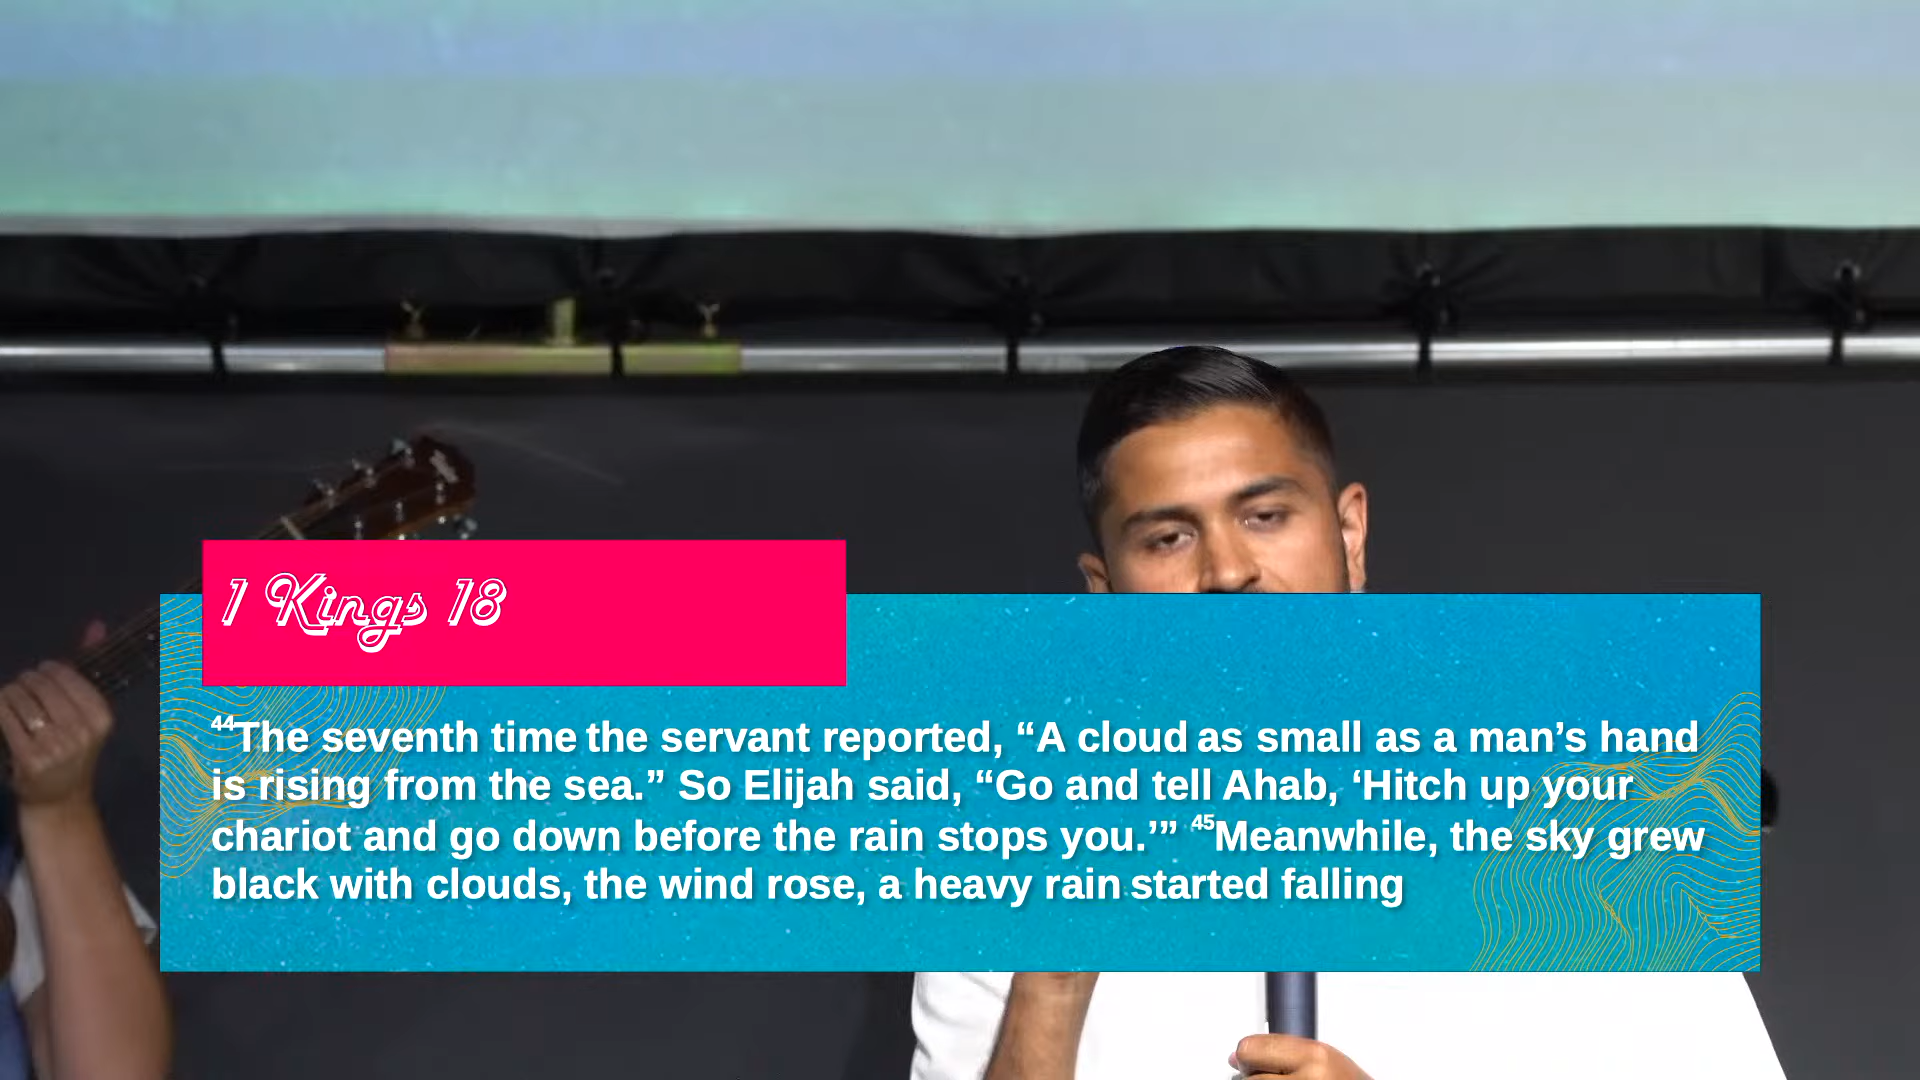 1 Kings 18
44The seventh time the servant reported, “A cloud as small as a man’s hand
is rising from the sea.” So Elijah said, “Go and tell Ahab, ‘Hitch up your
chariot and go down before the rain stops you.’” 45Meanwhile, the sky grew
black with clouds, the wind rose, a heavy rain started falling